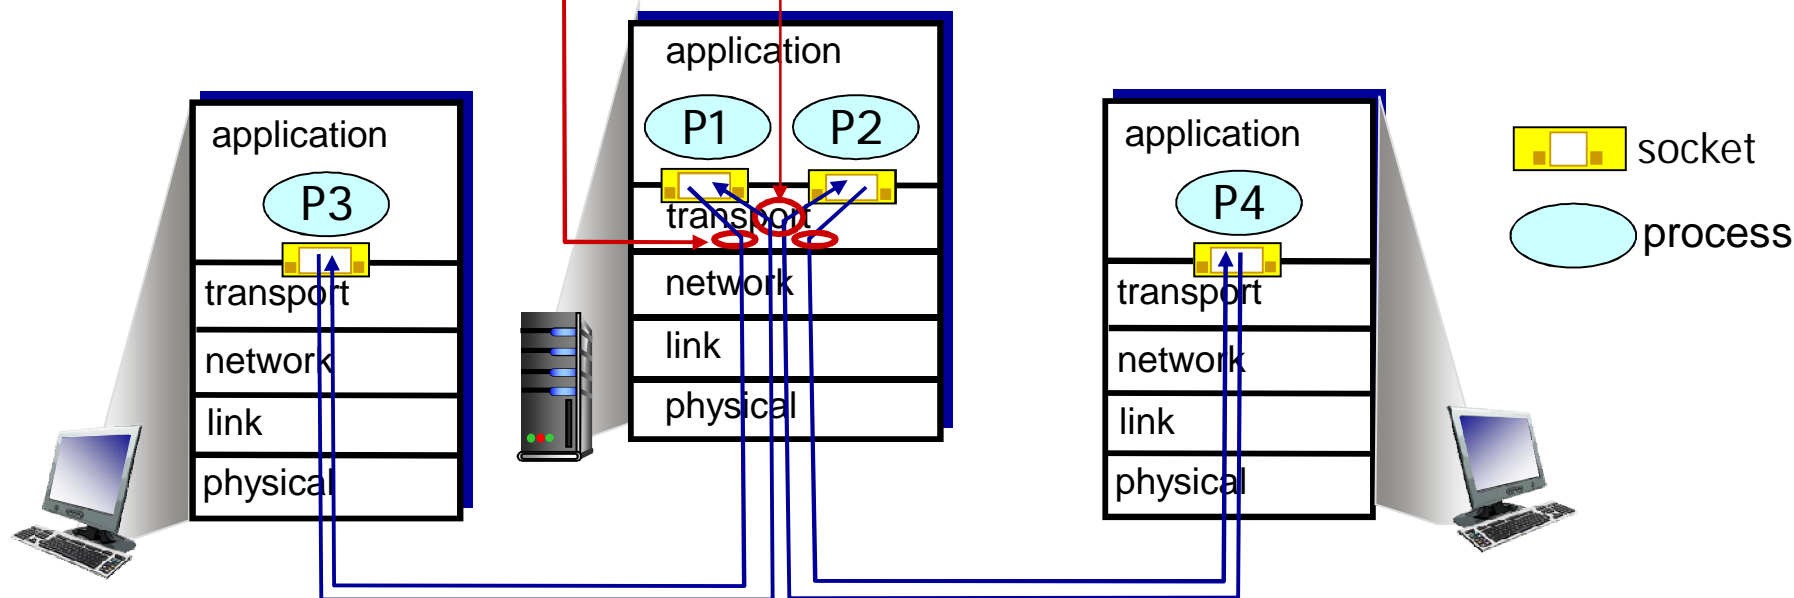 application
P3
transport
network
link
physical
application
P1 P2
transport
network
link
physical
application
P4
transport
network
link
physical
socket
process